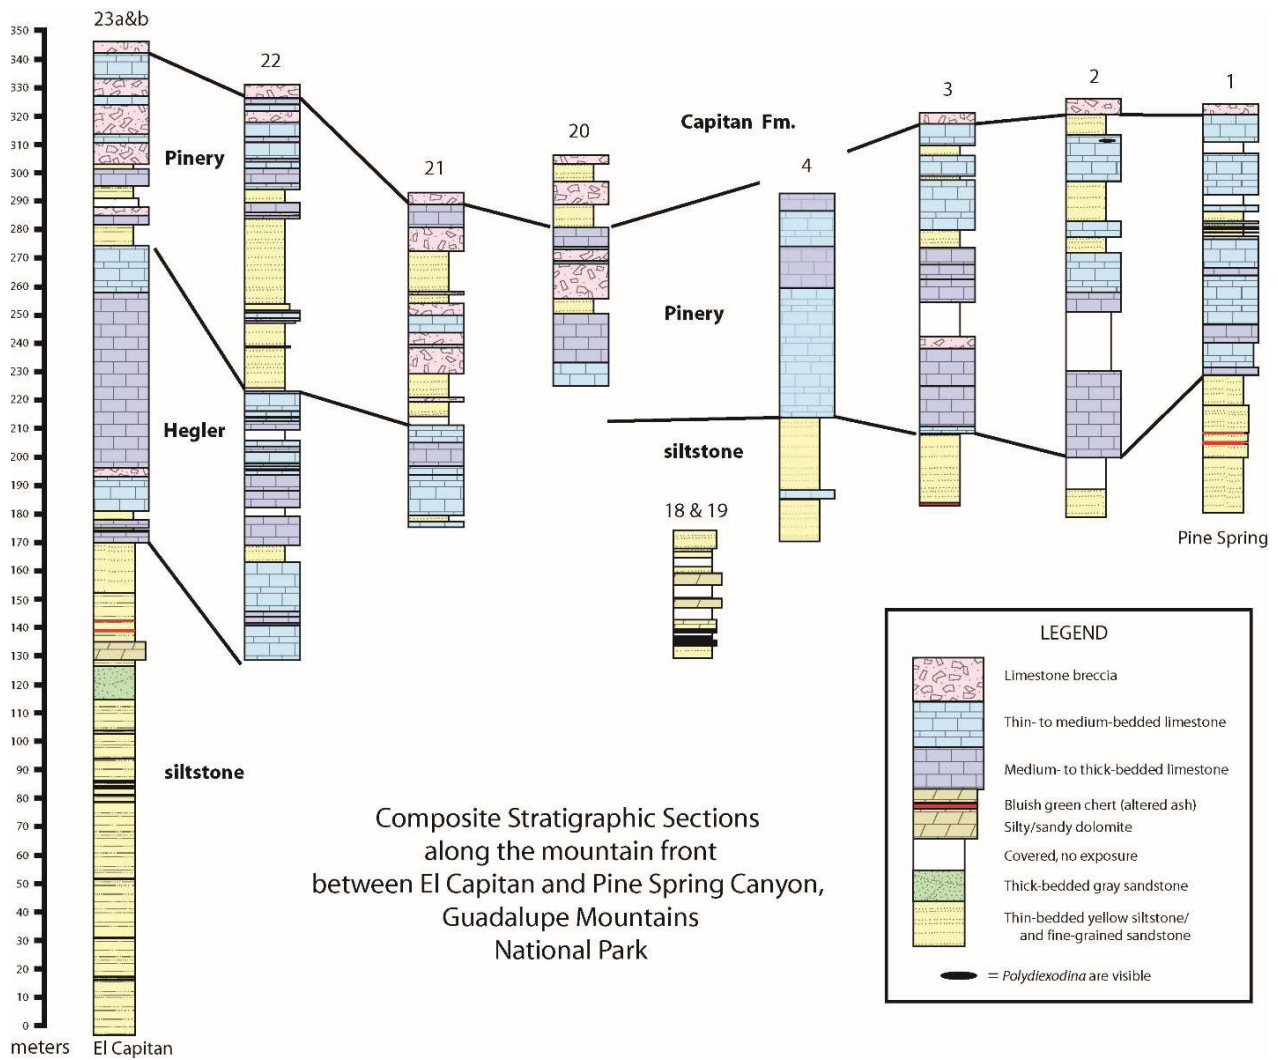 23a&b
22
21
20
4
3
2
1
18 & 19
350
340
330
320
310
300
290
280
270
260
250
240
230
220
210
200
190
180
170
160
150
140
130
120
110
100
90
80
70
60
50
40
30
20
10
0
meters
El Capitan
Pinery
Hegler
siltstone
Capitan Fm.
Pinery
siltstone
Pine Spring
Composite Stratigraphic Sections
along the mountain front
between El Capitan and Pine Spring Canyon,
Guadalupe Mountains
National Park
LEGEND
Limestone breccia
Thin- to medium-bedded limestone
Medium- to thick-bedded limestone
Bluish green chert (altered ash)
Silty/sandy dolomite
Covered, no exposure
Thick-bedded gray sandstone
Thin-bedded yellow siltstone/
and fine-grained sandstone
= Polydiexodina are visible